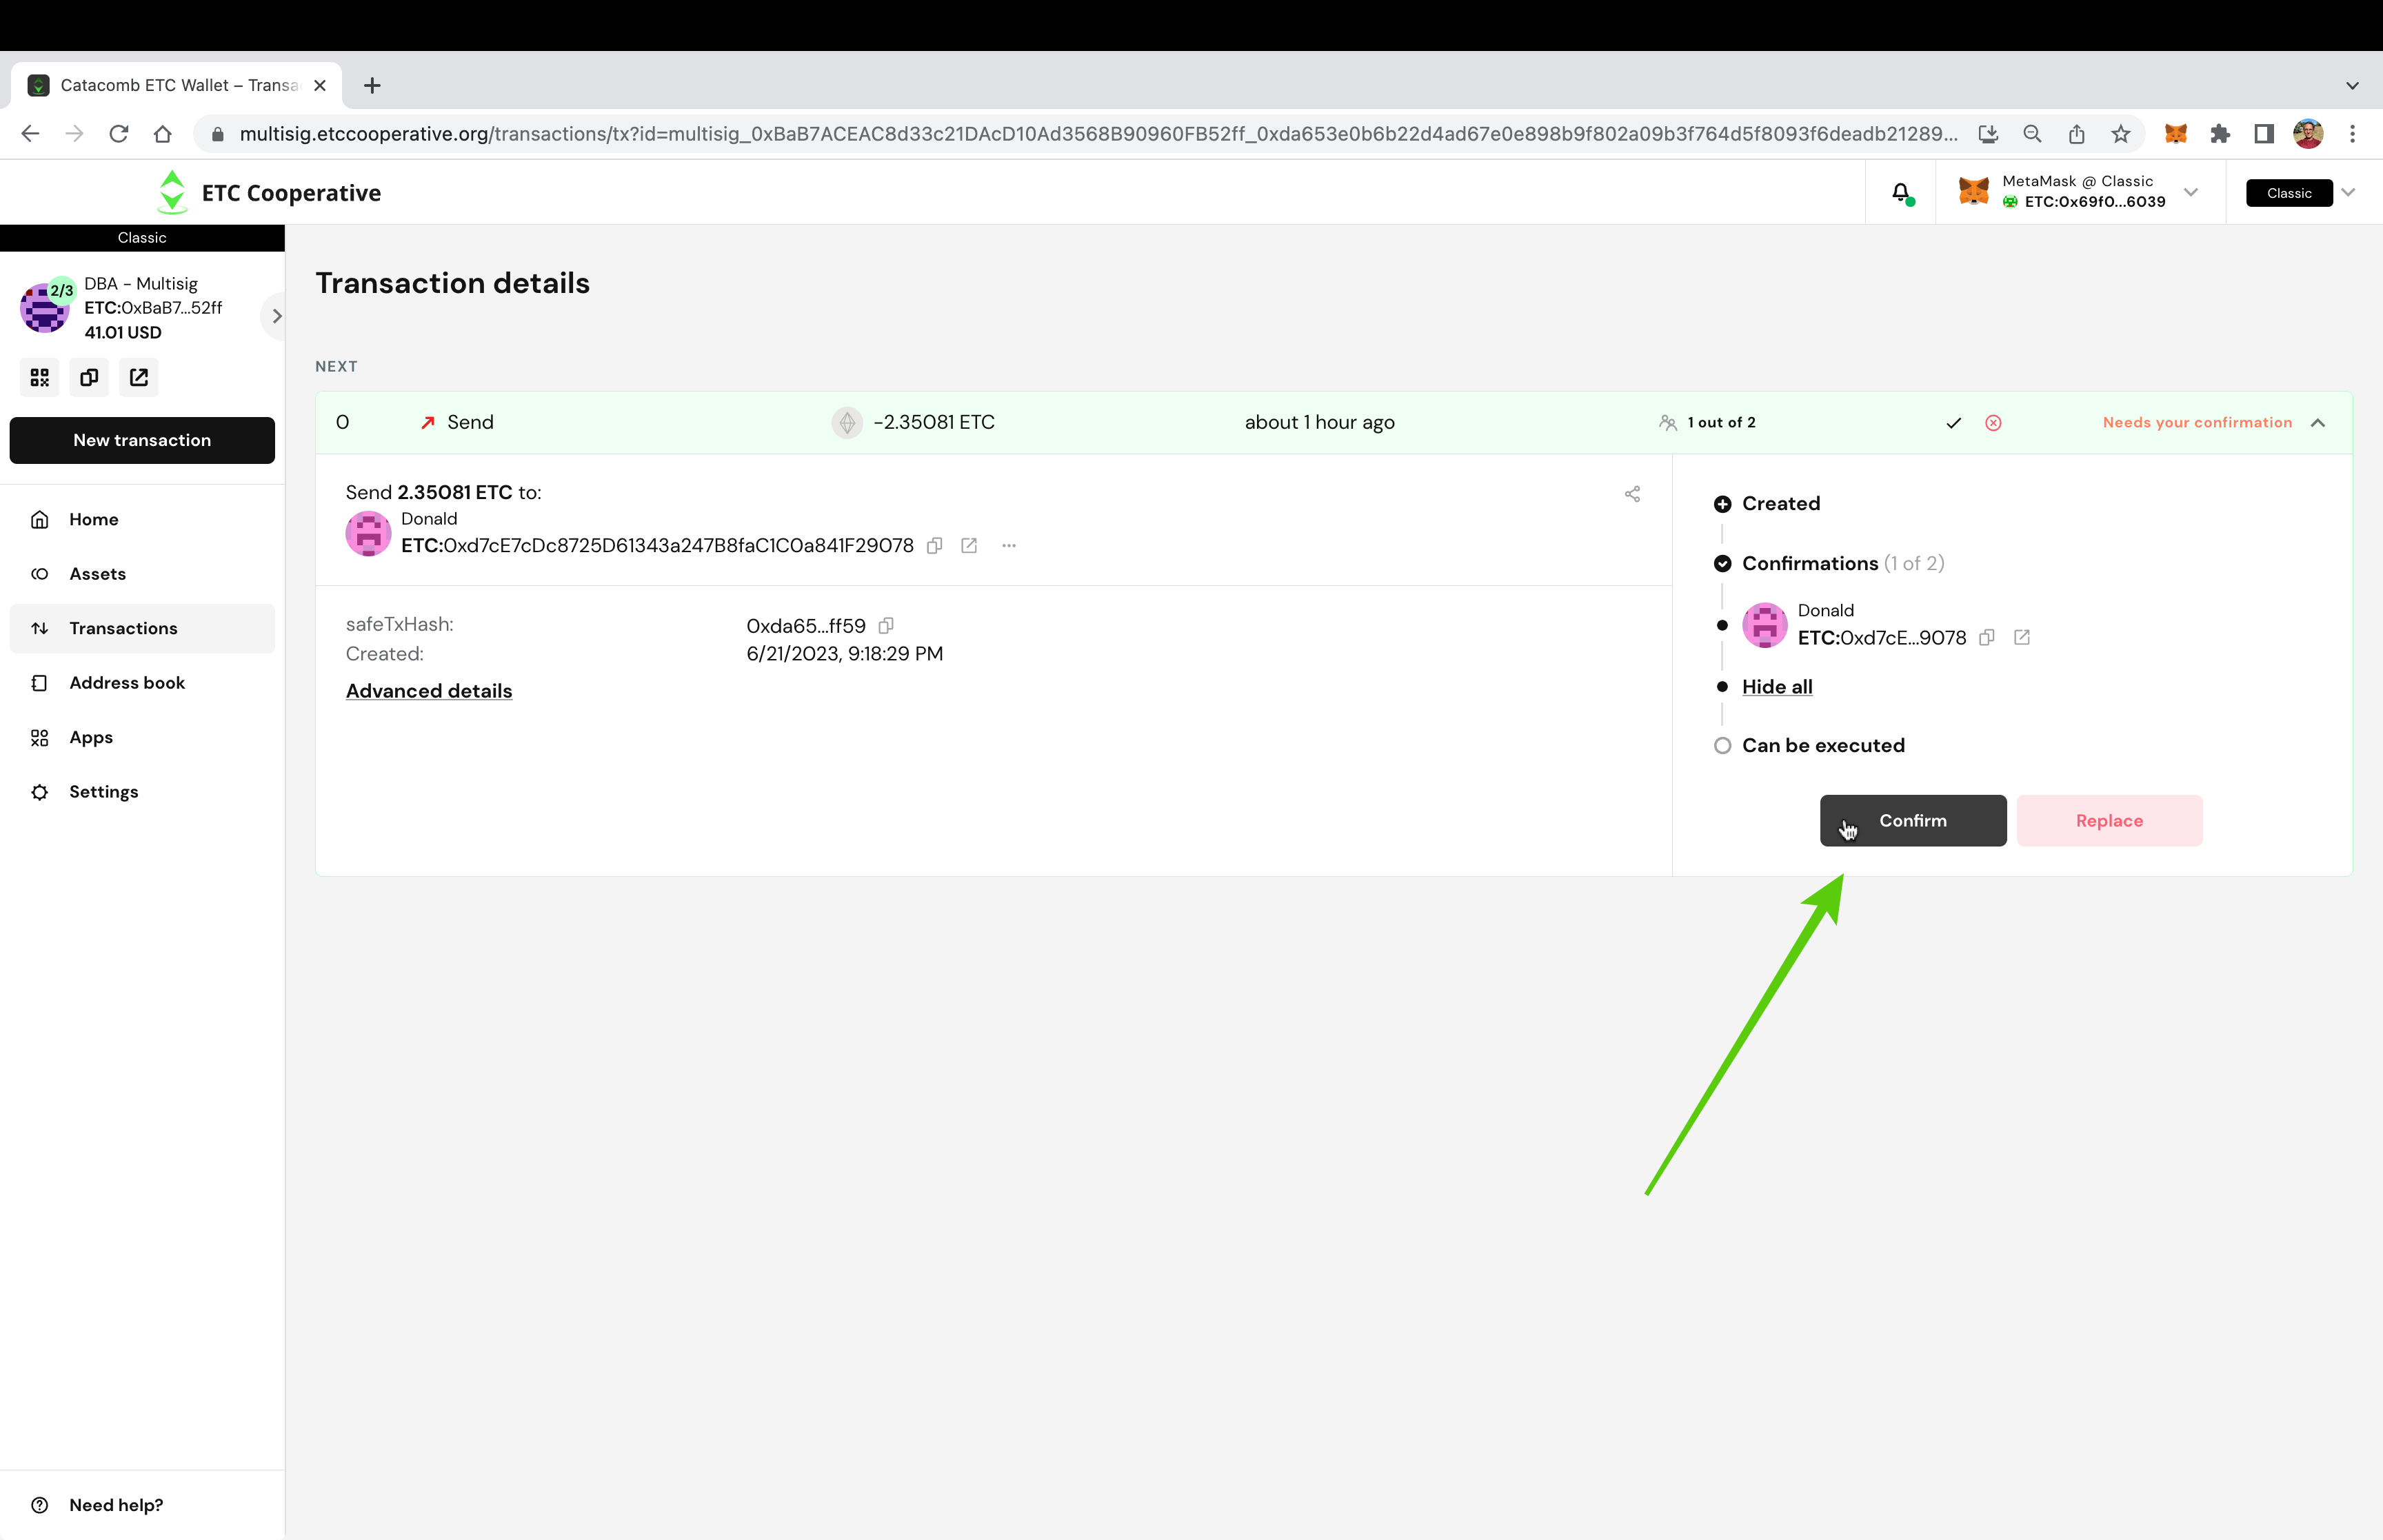 Catacomb ETC Wallet – Transa
multisig.etccooperative.org/transactions/tx?id=multisig_0xBaB7ACEAC8d33c21DAcD10Ad3568B90960FB52ff_0xda653e0b6b22d4ad67e0e898b9f802a09b3f764d5f8093f6deadb21289...
ETC Cooperative
MetaMask @ Classic
ETC:0x69f0...6039
Classic
Classic
2/3
DBA - Multisig
ETC:0xBaB7...52ff
41.01 USD
New transaction
Home
Assets
Transactions
Address book
Apps
Settings
Need help?
Transaction details
NEXT
0 Send -2.35081 ETC about 1 hour ago 1 out of 2 Needs your confirmation
Send 2.35081 ETC to:
Donald
ETC:0xd7cE7cDc8725D61343a247B8faC1C0a841F29078
safeTxHash: 0xda65...ff59
Created: 6/21/2023, 9:18:29 PM
Advanced details
Created
Confirmations (1 of 2)
Donald
ETC:0xd7cE...9078
Hide all
Can be executed
Confirm
Replace